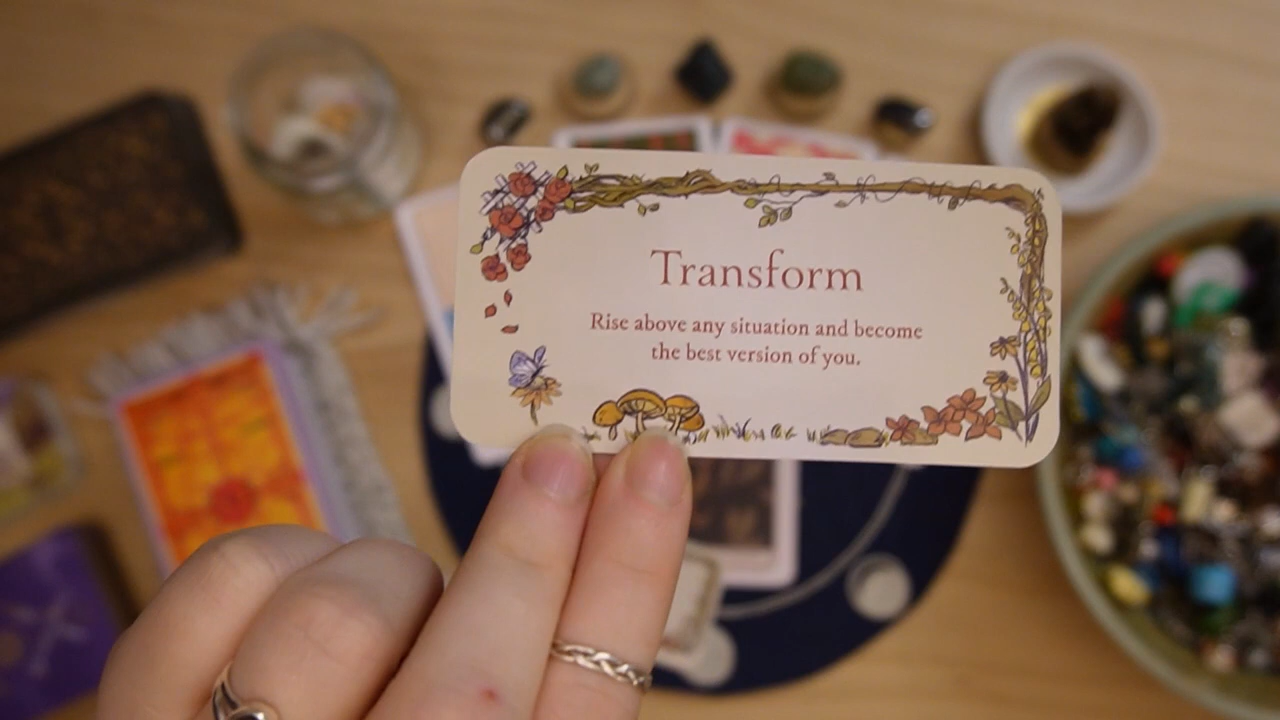 Transform
Rise above any situation and become
the best version of you.